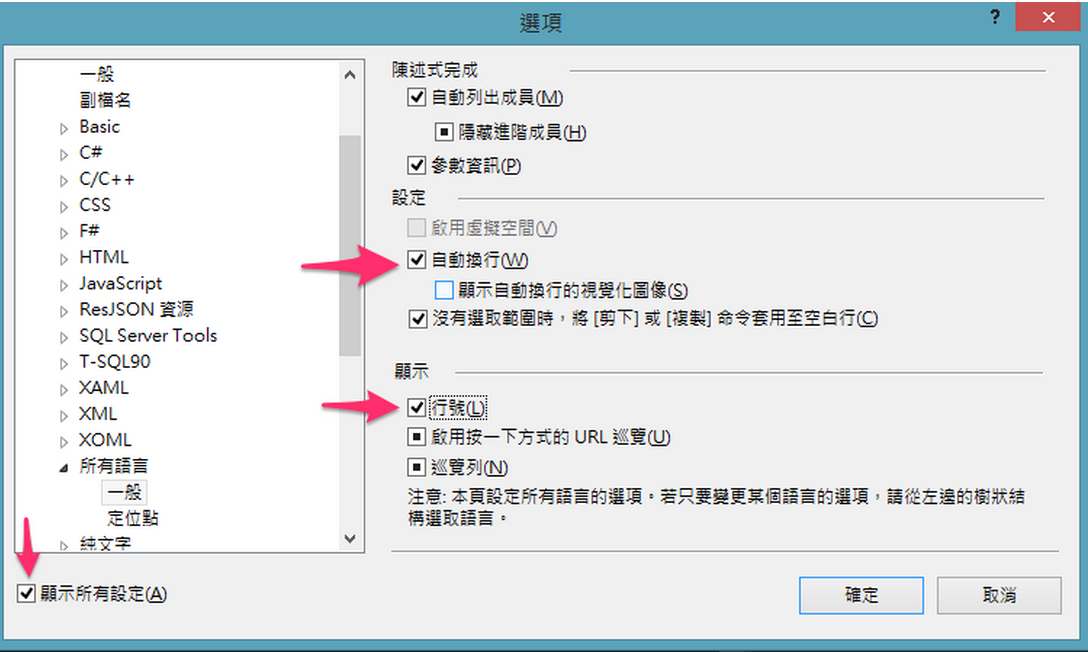 選項
?
一般
副檔名
Basic
C#
C/C++
CSS
F#
HTML
JavaScript
ResJSON 資源
SQL Server Tools
T-SQL90
XAML
XML
XOML
所有語言
一般
定位點
純文字
顯示所有設定(A)
陳述式完成
自動列出成員(M)
隱藏進階成員(H)
參數資訊(P)
設定
啟用虛擬空間(V)
自動換行(W)
顯示自動換行的視覺化圖像(S)
沒有選取範圍時，將 [剪下] 或 [複製] 命令套用至空白行(C)
顯示
行號(L)
啟用按一下方式的 URL 巡覽(U)
巡覽列(N)
注意: 本頁設定所有語言的選項。若只要變更某個語言的選項，請從左邊的樹狀結
構選取語言。
確定
取消